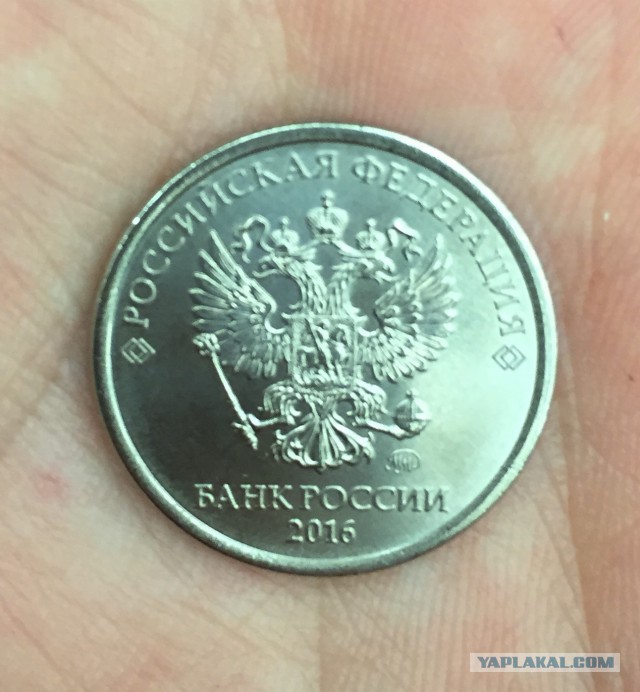 РОССИЙСКАЯ ФЕДЕРАЦИЯ
БАНК РОССИИ
2016
YAPLAKAL.COM